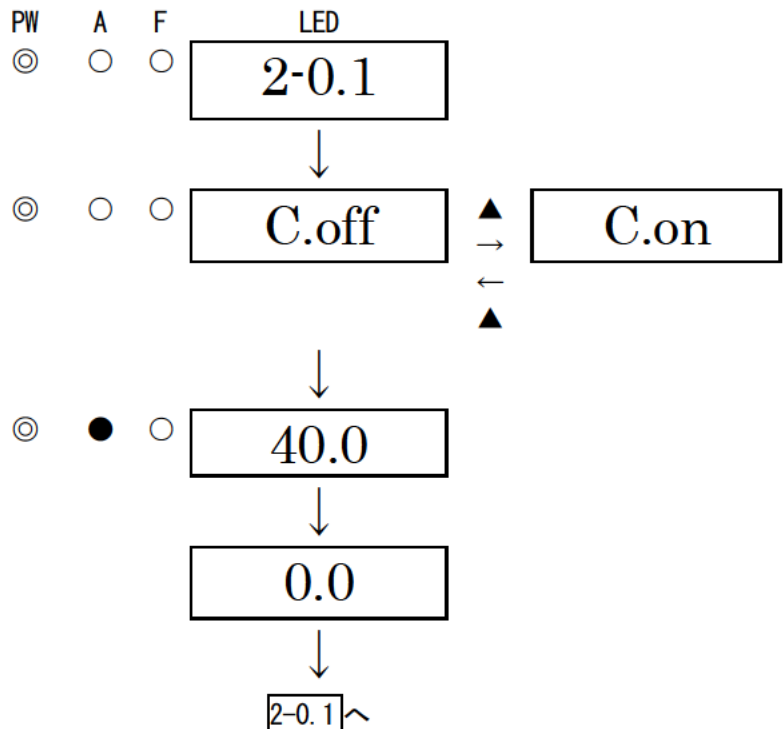 PW A F LED
◎ ○ ○ 2-0.1
↓
◎ ○ ○ C.off ▲ C.on
→
←
▲
↓
◎ ● ○ 40.0
↓
0.0
↓
2-0.1へ